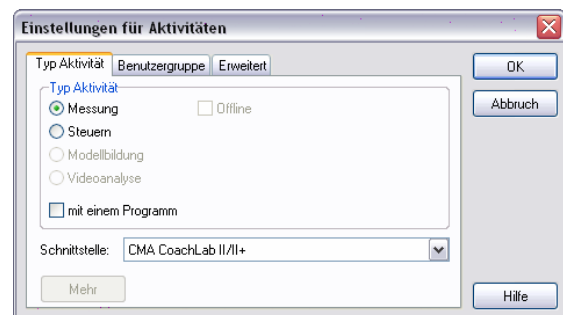 Einstellungen für Aktivitäten
Typ Aktivität Benutzergruppe Erweitert
OK
Typ Aktivität
Messung Offline
Abbruch
Steuern
Modellbildung
Videoanalyse
mit einem Programm
Schnittstelle: CMA CoachLab II/II+
Mehr
Hilfe